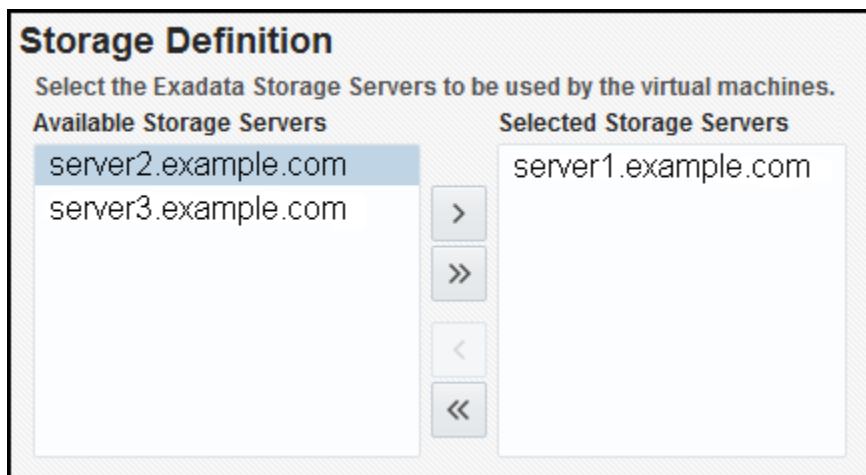 Storage Definition
Select the Exadata Storage Servers to be used by the virtual machines.
Available Storage Servers
server2.example.com
server3.example.com
>
>>
<
<<
Selected Storage Servers
server1.example.com